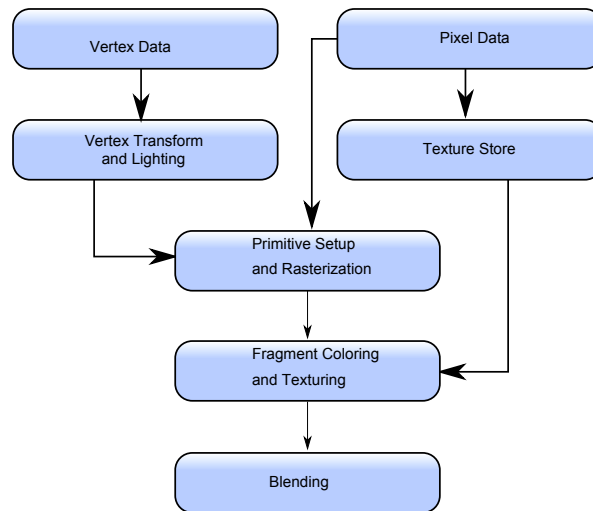 Vertex Data
Pixel Data
Vertex Transform
and Lighting
Texture Store
Primitive Setup
and Rasterization
Fragment Coloring
and Texturing
Blending